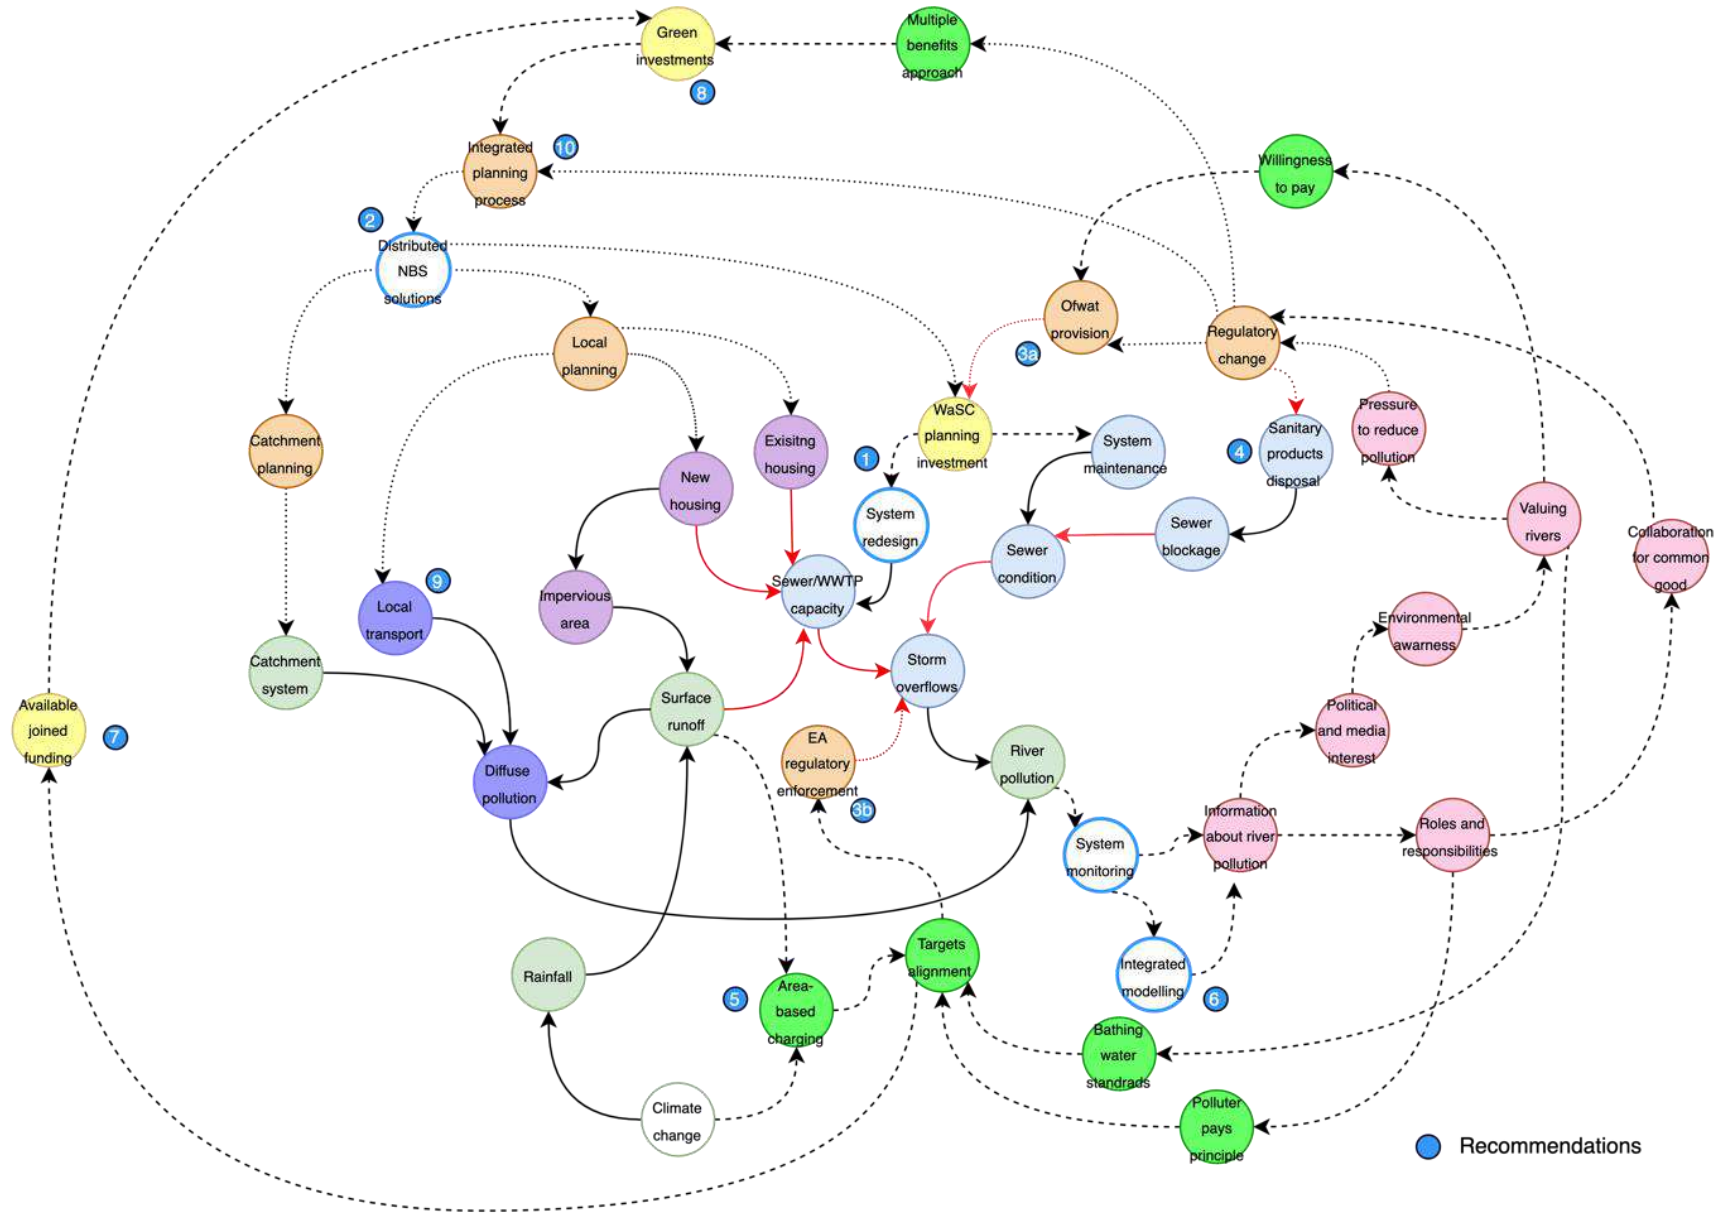 Green
investments
8
Multiple
benefits
approach
Integrated
planning
process
10
Willingness
to pay
2
Distributed
NBS
solutions
Local
planning
Ofwat
provision
3a
Regulatory
change
Catchment
planning
Exisitng
housing
New
housing
WaSC
planning
investment
1
System
redesign
System
maintenance
4
Sanitary
products
disposal
Pressure
to reduce
pollution
Sewer
blockage
Sewer
condition
Valuing
rivers
Collaboration
for common
good
9
Local
transport
Impervious
area
Sewer/WWTP
capacity
Environmental
awarness
Catchment
system
Surface
runoff
Storm
overflows
Available
joined
funding
7
Diffuse
pollution
EA
regulatory
enforcement
3b
River
pollution
Political
and media
interest
System
monitoring
Information
about river
pollution
Roles and
responsibilities
Rainfall
Targets
alignment
Integrated
modelling
6
5
Area-
based
charging
Bathing
water
standrads
Climate
change
Polluter
pays
principle
Recommendations